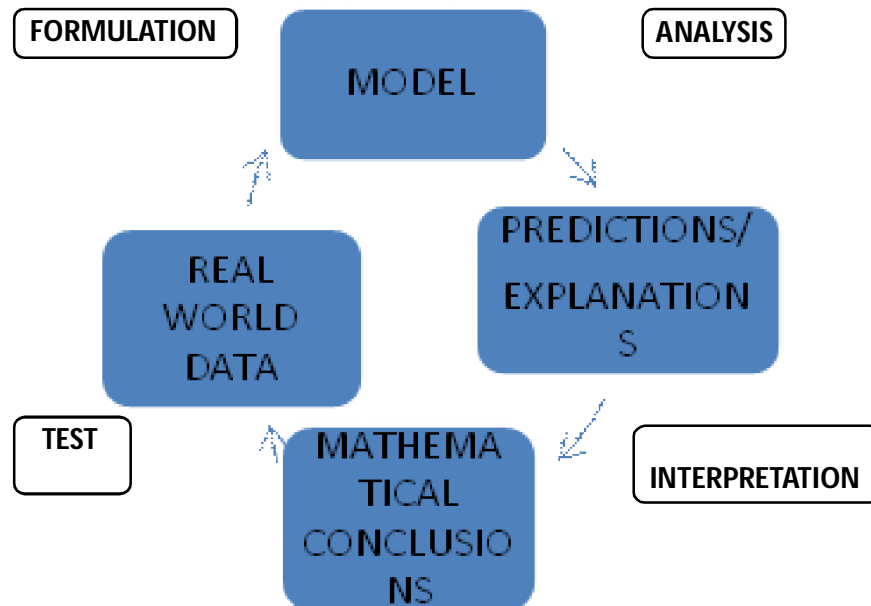 FORMULATION
ANALYSIS
MODEL
PREDICTIONS/
EXPLANATION
S
REAL
WORLD
DATA
TEST
INTERPRETATION
MATHEMA
TICAL
CONCLUSIO
NS